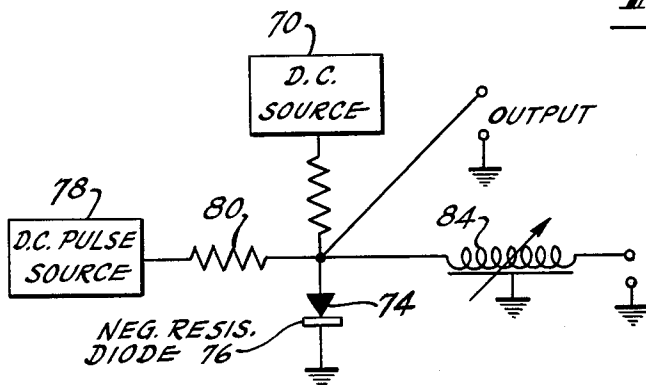 70
D.C.
SOURCE
OUTPUT
78
80
84
D.C. PULSE
SOURCE
74
NEG. RESIS.
DIODE 76